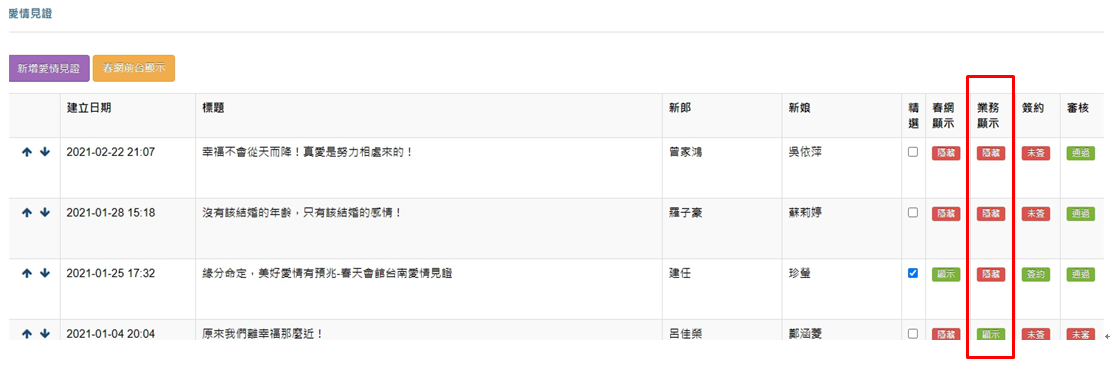 愛情見證
新增愛情見證 春網前台顯示
建立日期 標題 新郎 新娘 精選 春網顯示 業務顯示 簽約 審核
2021-02-22 21:07 幸福不會從天而降！真愛是努力相處來的！ 曾家鴻 吳依萍 隱藏 隱藏 未簽 通過
2021-01-28 15:18 沒有該結婚的年齡，只有該結婚的感情！ 羅子豪 蘇莉婷 隱藏 隱藏 未簽 通過
2021-01-25 17:32 緣分命定，美好愛情有預兆-春天會館台南愛情見證 建任 珍瑩 顯示 隱藏 簽約 通過
2021-01-04 20:04 原來我們離幸福那麼近！ 呂佳榮 鄭涵菱 隱藏 顯示 未簽 未審